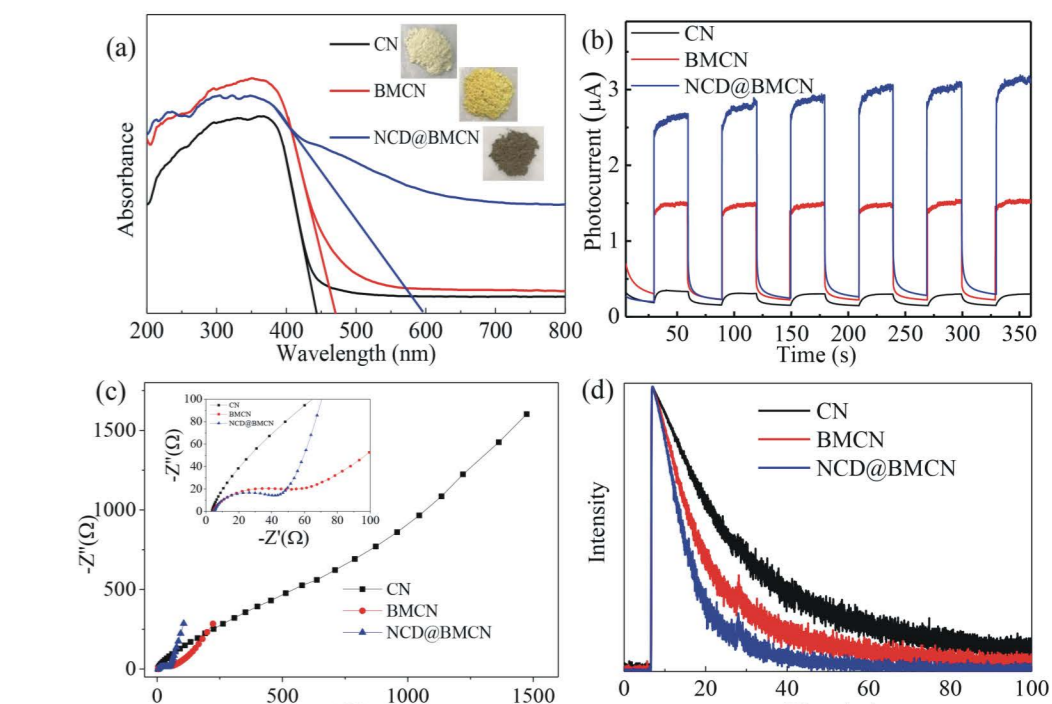 (a)
CN
BMCN
NCD@BMCN
Absorbance
200 300 400 500 600 700 800
Wavelength (nm)
(b)
CN
BMCN
NCD@BMCN
Photocurrent (μA)
3
2
1
0
50 100 150 200 250 300 350
Time (s)
(c)
-Z''(Ω)
1500
1000
500
0
0 500 1000 1500
CN
BMCN
NCD@BMCN
-Z''(Ω)
100
80
60
40
20
0
0 20 40 60 80 100
-Z'(Ω)
CN
BMCN
NCD@BMCN
(d)
CN
BMCN
NCD@BMCN
Intensity
0 20 40 60 80 100